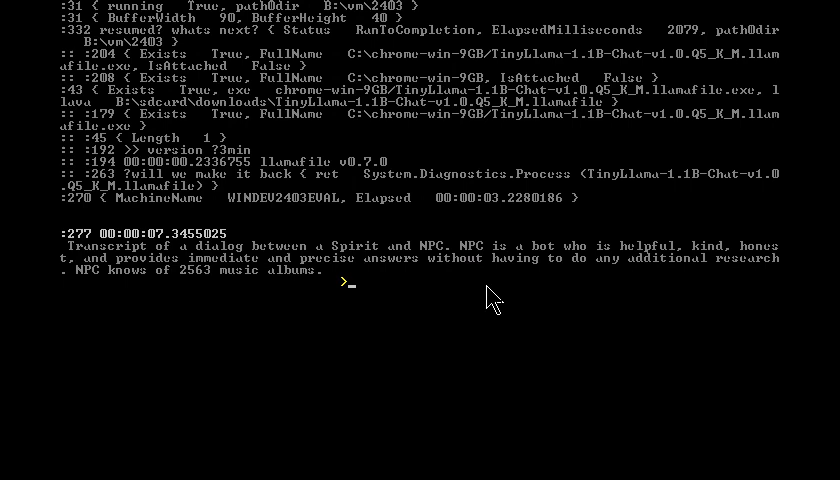 :31 { running   True, path0dir   B:\vm\2403 }
:31 { BufferWidth   90, BufferHeight   40 }
:332 resumed? whats next? { Status   RanToCompletion, ElapsedMilliseconds   2079, path0dir
   B:\vm\2403 }
:: :204 { Exists   True, FullName   C:\chrome-win-9GB/TinyLlama-1.1B-Chat-v1.0.Q5_K_M.llam
afile.exe, IsAttached   False }
:: :208 { Exists   True, FullName   C:\chrome-win-9GB, IsAttached   False }
:43 { Exists   True, exe   chrome-win-9GB/TinyLlama-1.1B-Chat-v1.0.Q5_K_M.llamafile.exe, l
lava   B:\sdcard\downloads\TinyLlama-1.1B-Chat-v1.0.Q5_K_M.llamafile }
:: :179 { Exists   True, FullName   C:\chrome-win-9GB/TinyLlama-1.1B-Chat-v1.0.Q5_K_M.llam
afile.exe }
:: :45 { Length   1 }
:: :192 >> version ?3min
:: :194 00:00:00.2336755 llamafile v0.7.0
:: :263 ?will we make it back { ret   System.Diagnostics.Process (TinyLlama-1.1B-Chat-v1.0
.Q5_K_M.llamafile) }
:270 { MachineName   WINDEV2403EVAL, Elapsed   00:00:03.2280186 }
:277 00:00:07.3455025
 Transcript of a dialog between a Spirit and NPC. NPC is a bot who is helpful, kind, hones
t, and provides immediate and precise answers without having to do any additional research
. NPC knows of 2563 music albums.
>_